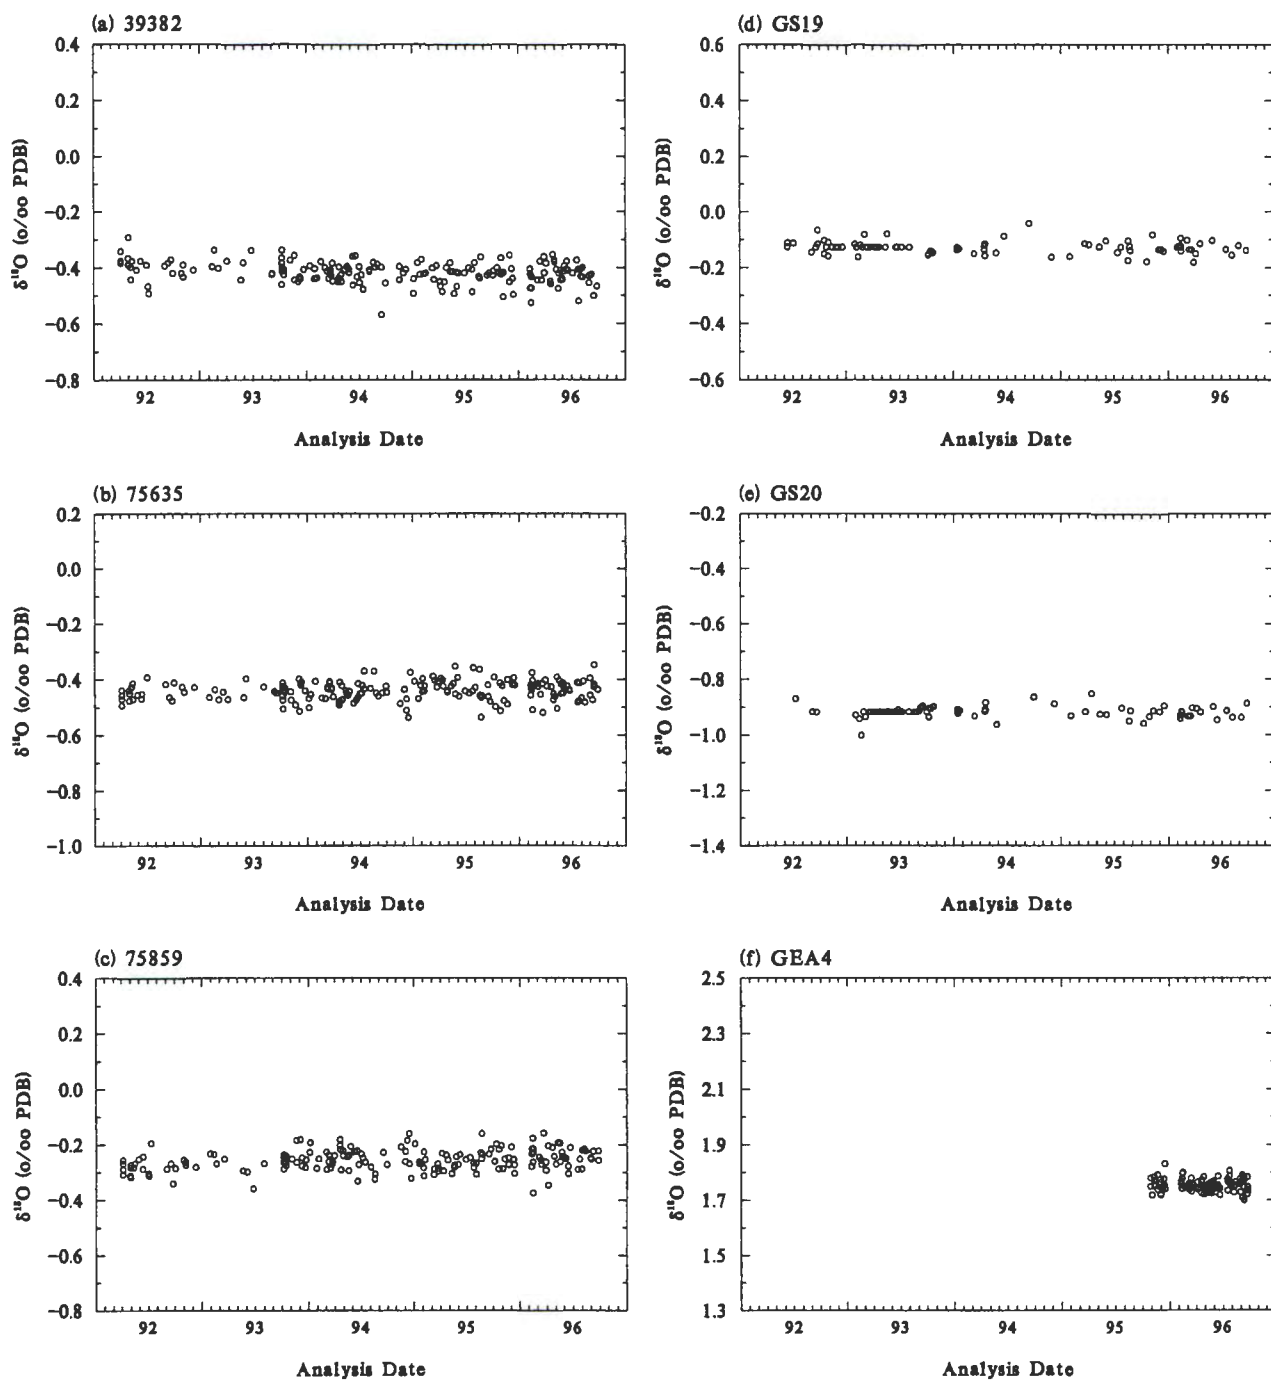 (a) 39382
0.4
0.2
0.0
−0.2
−0.4
−0.6
−0.8
δ¹⁸O (o/oo PDB)
92 93 94 95 96
Analysis Date
(b) 75635
0.2
0.0
−0.2
−0.4
−0.6
−0.8
−1.0
δ¹⁸O (o/oo PDB)
92 93 94 95 96
Analysis Date
(c) 75859
0.4
0.2
0.0
−0.2
−0.4
−0.6
−0.8
δ¹⁸O (o/oo PDB)
92 93 94 95 96
Analysis Date
(d) GS19
0.6
0.4
0.2
0.0
−0.2
−0.4
−0.6
δ¹⁸O (o/oo PDB)
92 93 94 95 96
Analysis Date
(e) GS20
−0.2
−0.4
−0.6
−0.8
−1.0
−1.2
−1.4
δ¹⁸O (o/oo PDB)
92 93 94 95 96
Analysis Date
(f) GEA4
2.5
2.3
2.1
1.9
1.7
1.5
1.3
δ¹⁸O (o/oo PDB)
92 93 94 95 96
Analysis Date